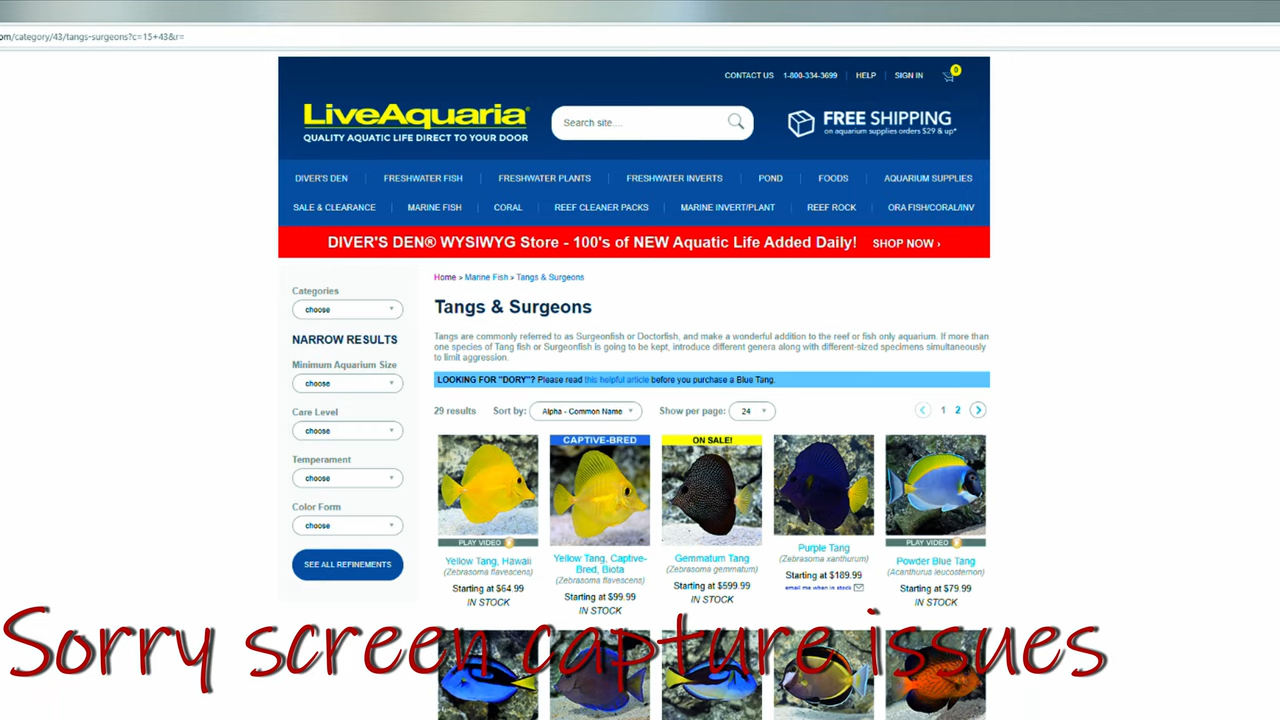 om/category/43/tangs-surgeons?c=15+43&r=
CONTACT US 1-800-334-3699 HELP SIGN IN 0
LiveAquaria®
QUALITY AQUATIC LIFE DIRECT TO YOUR DOOR
Search site....
FREE SHIPPING
on aquarium supplies orders $29 & up*
DIVER'S DEN FRESHWATER FISH FRESHWATER PLANTS FRESHWATER INVERTS POND FOODS AQUARIUM SUPPLIES
SALE & CLEARANCE MARINE FISH CORAL REEF CLEANER PACKS MARINE INVERT/PLANT REEF ROCK ORA FISH/CORAL/INV
DIVER'S DEN® WYSIWYG Store - 100's of NEW Aquatic Life Added Daily! SHOP NOW ›
Categories
choose
NARROW RESULTS
Minimum Aquarium Size
choose
Care Level
choose
Temperament
choose
Color Form
choose
SEE ALL REFINEMENTS
Home > Marine Fish > Tangs & Surgeons
Tangs & Surgeons
Tangs are commonly referred to as Surgeonfish or Doctorfish, and make a wonderful addition to the reef or fish only aquarium. If more than
one species of Tang fish or Surgeonfish is going to be kept, introduce different genera along with different-sized specimens simultaneously
to limit aggression.
LOOKING FOR "DORY"? Please read this helpful article before you purchase a Blue Tang.
29 results Sort by: Alpha - Common Name Show per page: 24 1 2
PLAY VIDEO
Yellow Tang, Hawaii
(Zebrasoma flavescens)
Starting at $64.99
IN STOCK
CAPTIVE-BRED
Yellow Tang, Captive-
Bred, Biota
(Zebrasoma flavescens)
Starting at $99.99
IN STOCK
ON SALE!
Gemmatum Tang
(Zebrasoma gemmatum)
Starting at $599.99
IN STOCK
Purple Tang
(Zebrasoma xanthurum)
Starting at $189.99
email me when in stock
PLAY VIDEO
Powder Blue Tang
(Acanthurus leucosternon)
Starting at $79.99
IN STOCK
Sorry screen capture issues